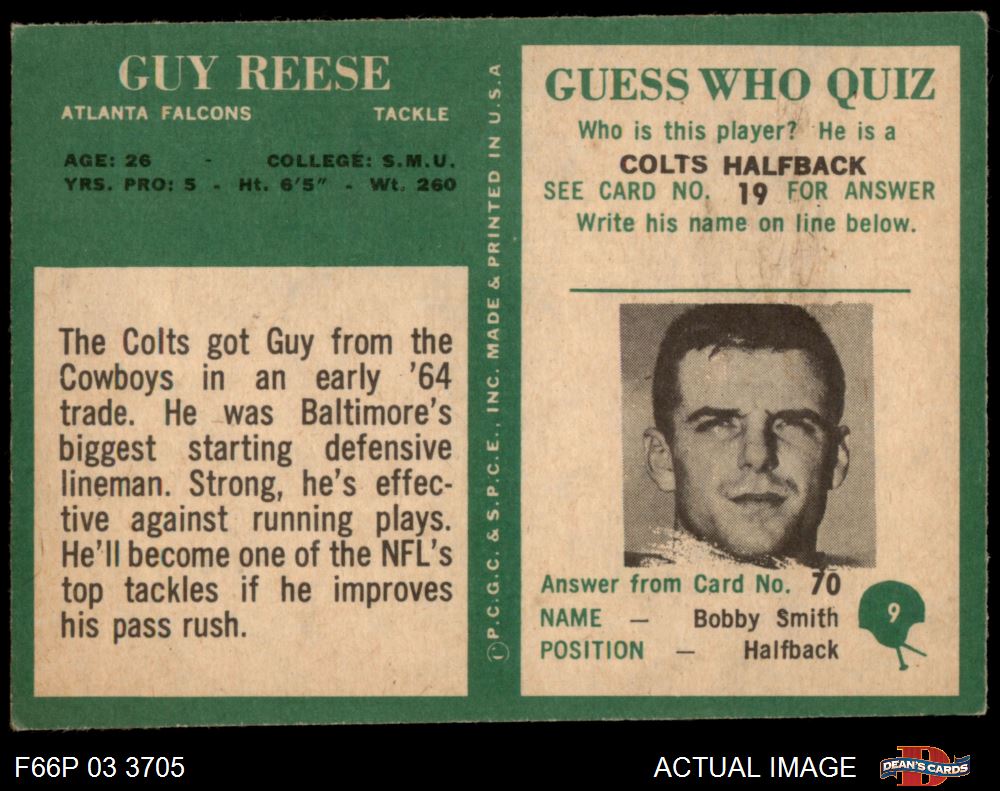 GUY REESE
ATLANTA FALCONS TACKLE
AGE: 26 - COLLEGE: S.M.U.
YRS. PRO: 5 - Ht. 6'5" - Wt. 260
The Colts got Guy from the
Cowboys in an early '64
trade. He was Baltimore's
biggest starting defensive
lineman. Strong, he's effec-
tive against running plays.
He'll become one of the NFL's
top tackles if he improves
his pass rush.
© P.C.G.C. & S.P.C.E., INC. MADE & PRINTED IN U.S.A
GUESS WHO QUIZ
Who is this player? He is a
COLTS HALFBACK
SEE CARD NO. 19 FOR ANSWER
Write his name on line below.
Answer from Card No. 70
NAME — Bobby Smith
POSITION — Halfback
9
F66P 03 3705
ACTUAL IMAGE
D
DEAN'S CARDS